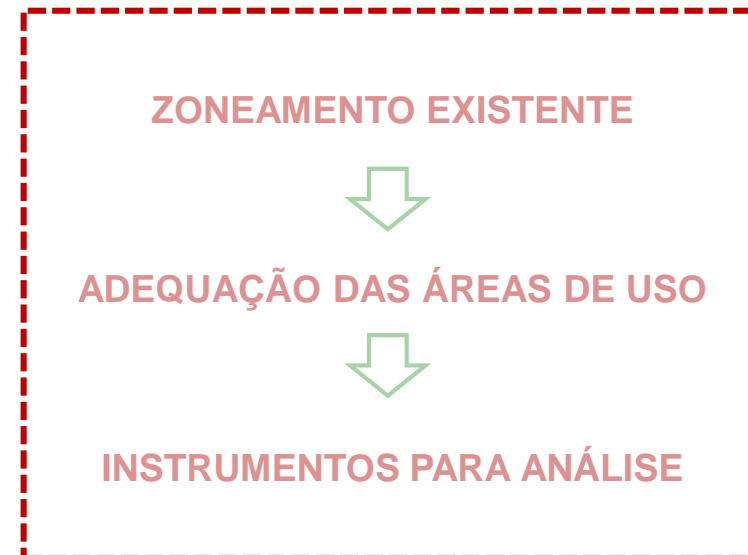 ZONEAMENTO EXISTENTE
ADEQUAÇÃO DAS ÁREAS DE USO
INSTRUMENTOS PARA ANÁLISE